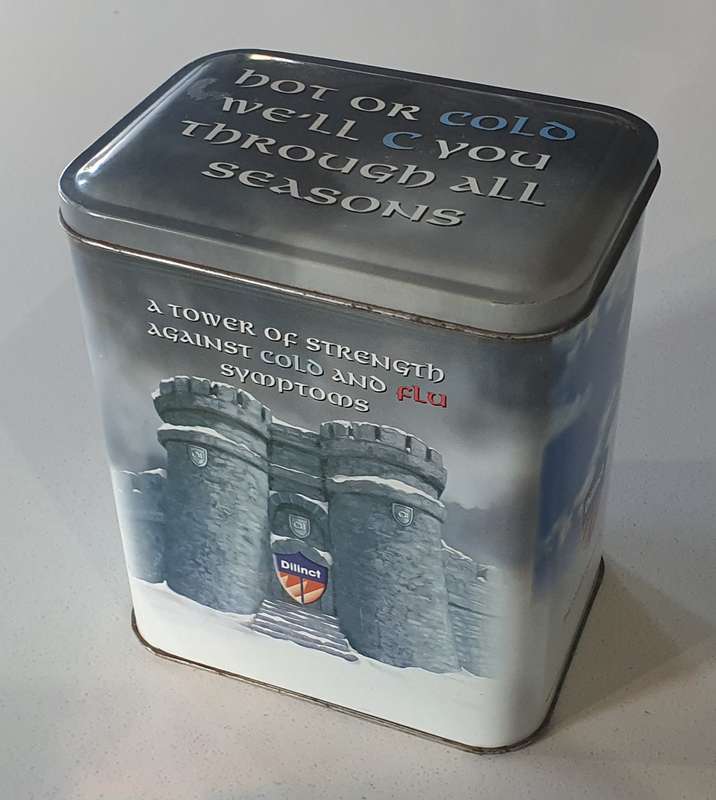 HOT OR COLD
WE'LL C YOU
THROUGH ALL
SEASONS
A TOWER OF STRENGTH
AGAINST COLD AND FLU
SYMPTOMS
Dilinct